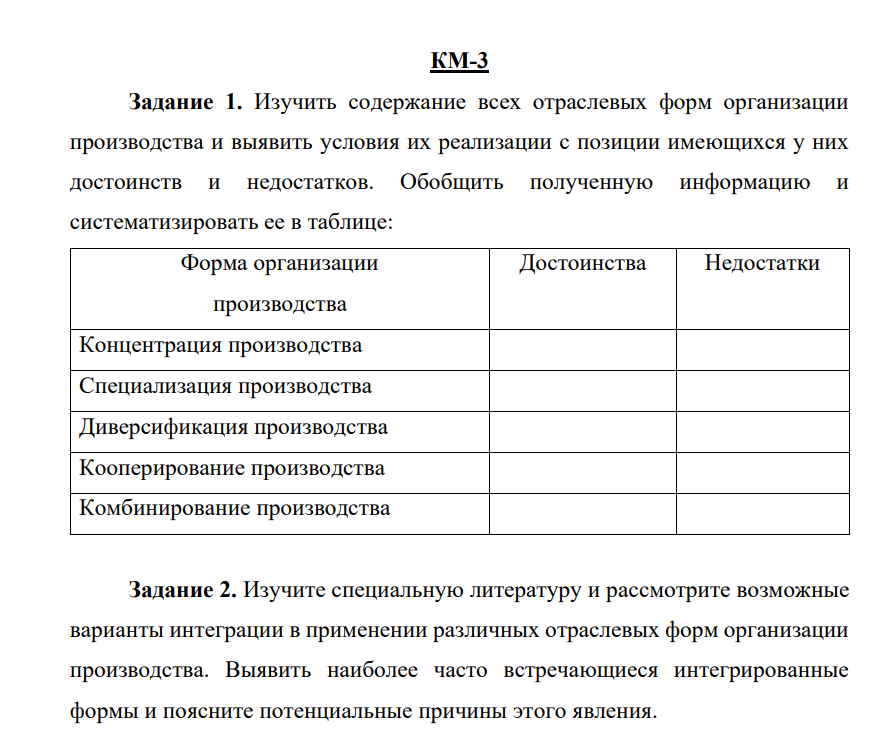 КМ-3
Задание 1. Изучить содержание всех отраслевых форм организации
производства и выявить условия их реализации с позиции имеющихся у них
достоинств и недостатков. Обобщить полученную информацию и
систематизировать ее в таблице:
Форма организации
производства
Достоинства
Недостатки
Концентрация производства
Специализация производства
Диверсификация производства
Кооперирование производства
Комбинирование производства
Задание 2. Изучите специальную литературу и рассмотрите возможные
варианты интеграции в применении различных отраслевых форм организации
производства. Выявить наиболее часто встречающиеся интегрированные
формы и поясните потенциальные причины этого явления.